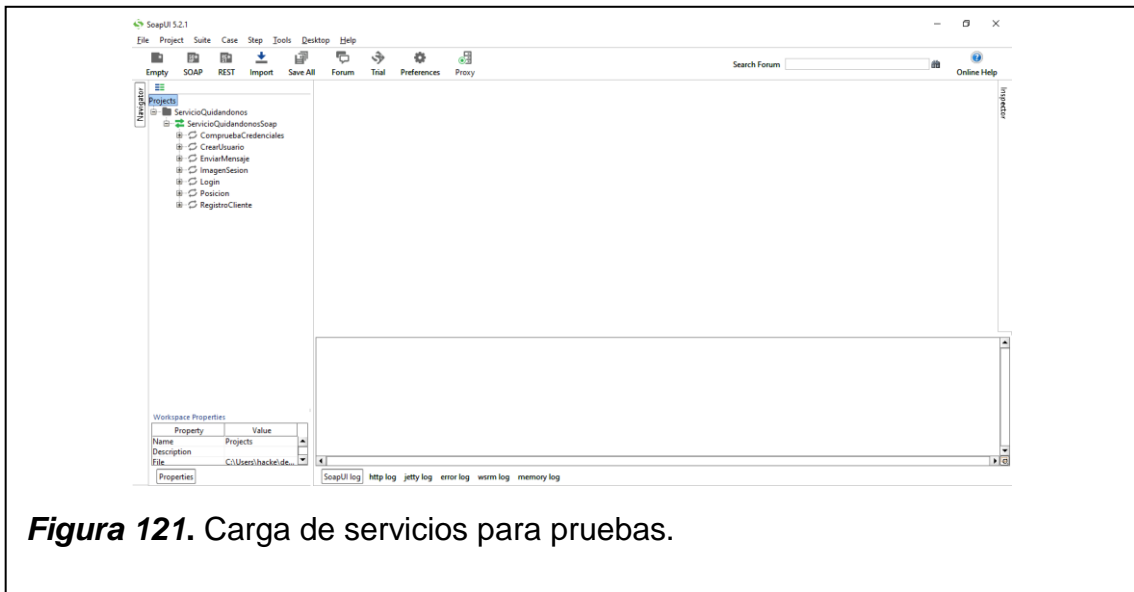 SoapUI 5.2.1
File Project Suite Case Step Tools Desktop Help
Empty SOAP REST Import Save All Forum Trial Preferences Proxy Search Forum Online Help
Navigator
Inspector
Projects
ServicioQuidandonos
ServicioQuidandonosSoap
CompruebaCredenciales
CrearUsuario
EnviarMensaje
ImagenSesion
Login
Posicion
RegistroCliente
Workspace Properties
Property Value
Name Projects
Description
File C:\Users\hacke\de...
Properties
SoapUI log http log jetty log error log wsrm log memory log
Figura 121. Carga de servicios para pruebas.